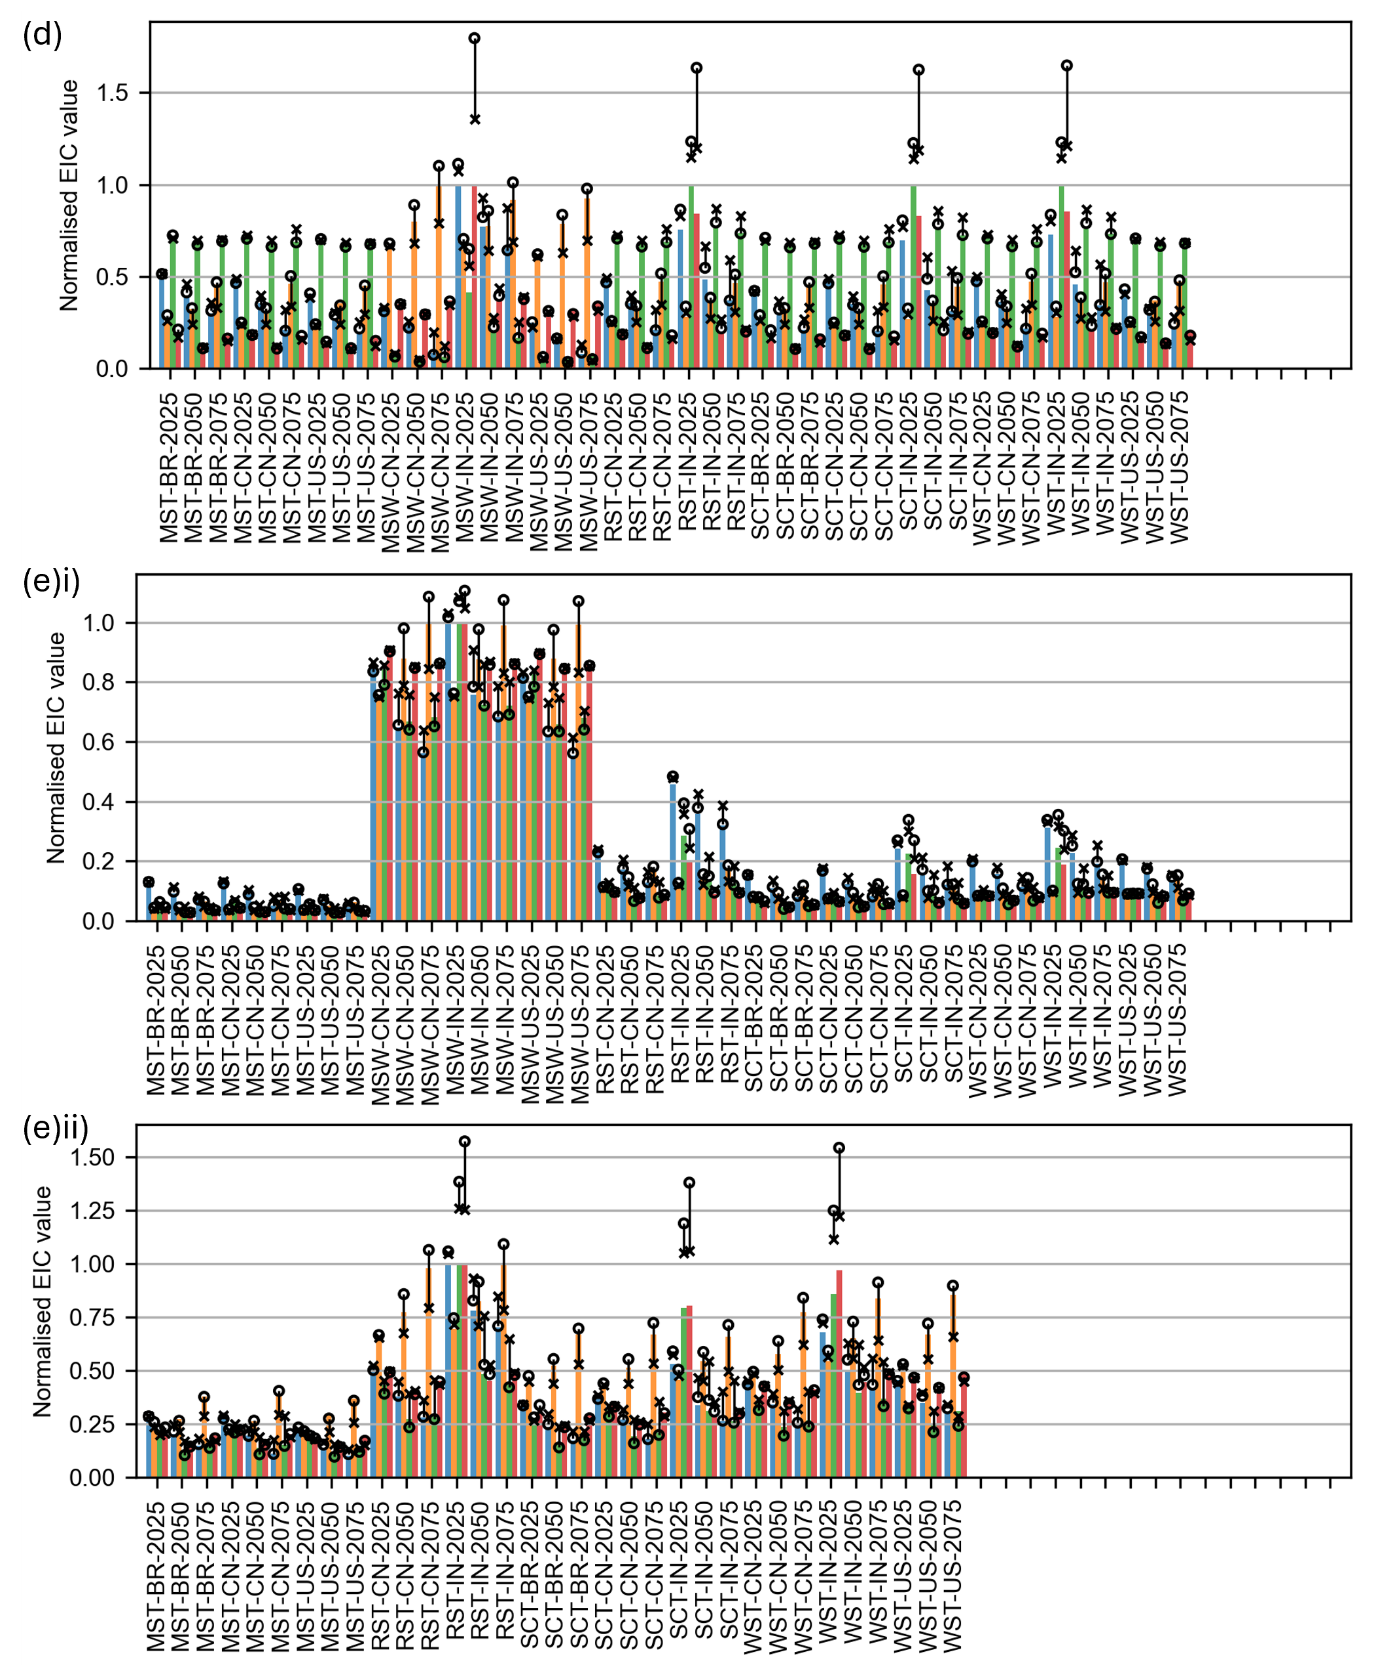 (d)
Normalised EIC value
1.5
1.0
0.5
0.0
MST-BR-2025
MST-BR-2050
MST-BR-2075
MST-CN-2025
MST-CN-2050
MST-CN-2075
MST-US-2025
MST-US-2050
MST-US-2075
MSW-CN-2025
MSW-CN-2050
MSW-CN-2075
MSW-IN-2025
MSW-IN-2050
MSW-IN-2075
MSW-US-2025
MSW-US-2050
MSW-US-2075
RST-CN-2025
RST-CN-2050
RST-CN-2075
RST-IN-2025
RST-IN-2050
RST-IN-2075
SCT-BR-2025
SCT-BR-2050
SCT-BR-2075
SCT-CN-2025
SCT-CN-2050
SCT-CN-2075
SCT-IN-2025
SCT-IN-2050
SCT-IN-2075
WST-CN-2025
WST-CN-2050
WST-CN-2075
WST-IN-2025
WST-IN-2050
WST-IN-2075
WST-US-2025
WST-US-2050
WST-US-2075
(e)i)
Normalised EIC value
1.0
0.8
0.6
0.4
0.2
0.0
MST-BR-2025
MST-BR-2050
MST-BR-2075
MST-CN-2025
MST-CN-2050
MST-CN-2075
MST-US-2025
MST-US-2050
MST-US-2075
MSW-CN-2025
MSW-CN-2050
MSW-CN-2075
MSW-IN-2025
MSW-IN-2050
MSW-IN-2075
MSW-US-2025
MSW-US-2050
MSW-US-2075
RST-CN-2025
RST-CN-2050
RST-CN-2075
RST-IN-2025
RST-IN-2050
RST-IN-2075
SCT-BR-2025
SCT-BR-2050
SCT-BR-2075
SCT-CN-2025
SCT-CN-2050
SCT-CN-2075
SCT-IN-2025
SCT-IN-2050
SCT-IN-2075
WST-CN-2025
WST-CN-2050
WST-CN-2075
WST-IN-2025
WST-IN-2050
WST-IN-2075
WST-US-2025
WST-US-2050
WST-US-2075
(e)ii)
Normalised EIC value
1.50
1.25
1.00
0.75
0.50
0.25
0.00
MST-BR-2025
MST-BR-2050
MST-BR-2075
MST-CN-2025
MST-CN-2050
MST-CN-2075
MST-US-2025
MST-US-2050
MST-US-2075
RST-CN-2025
RST-CN-2050
RST-CN-2075
RST-IN-2025
RST-IN-2050
RST-IN-2075
SCT-BR-2025
SCT-BR-2050
SCT-BR-2075
SCT-CN-2025
SCT-CN-2050
SCT-CN-2075
SCT-IN-2025
SCT-IN-2050
SCT-IN-2075
WST-CN-2025
WST-CN-2050
WST-CN-2075
WST-IN-2025
WST-IN-2050
WST-IN-2075
WST-US-2025
WST-US-2050
WST-US-2075